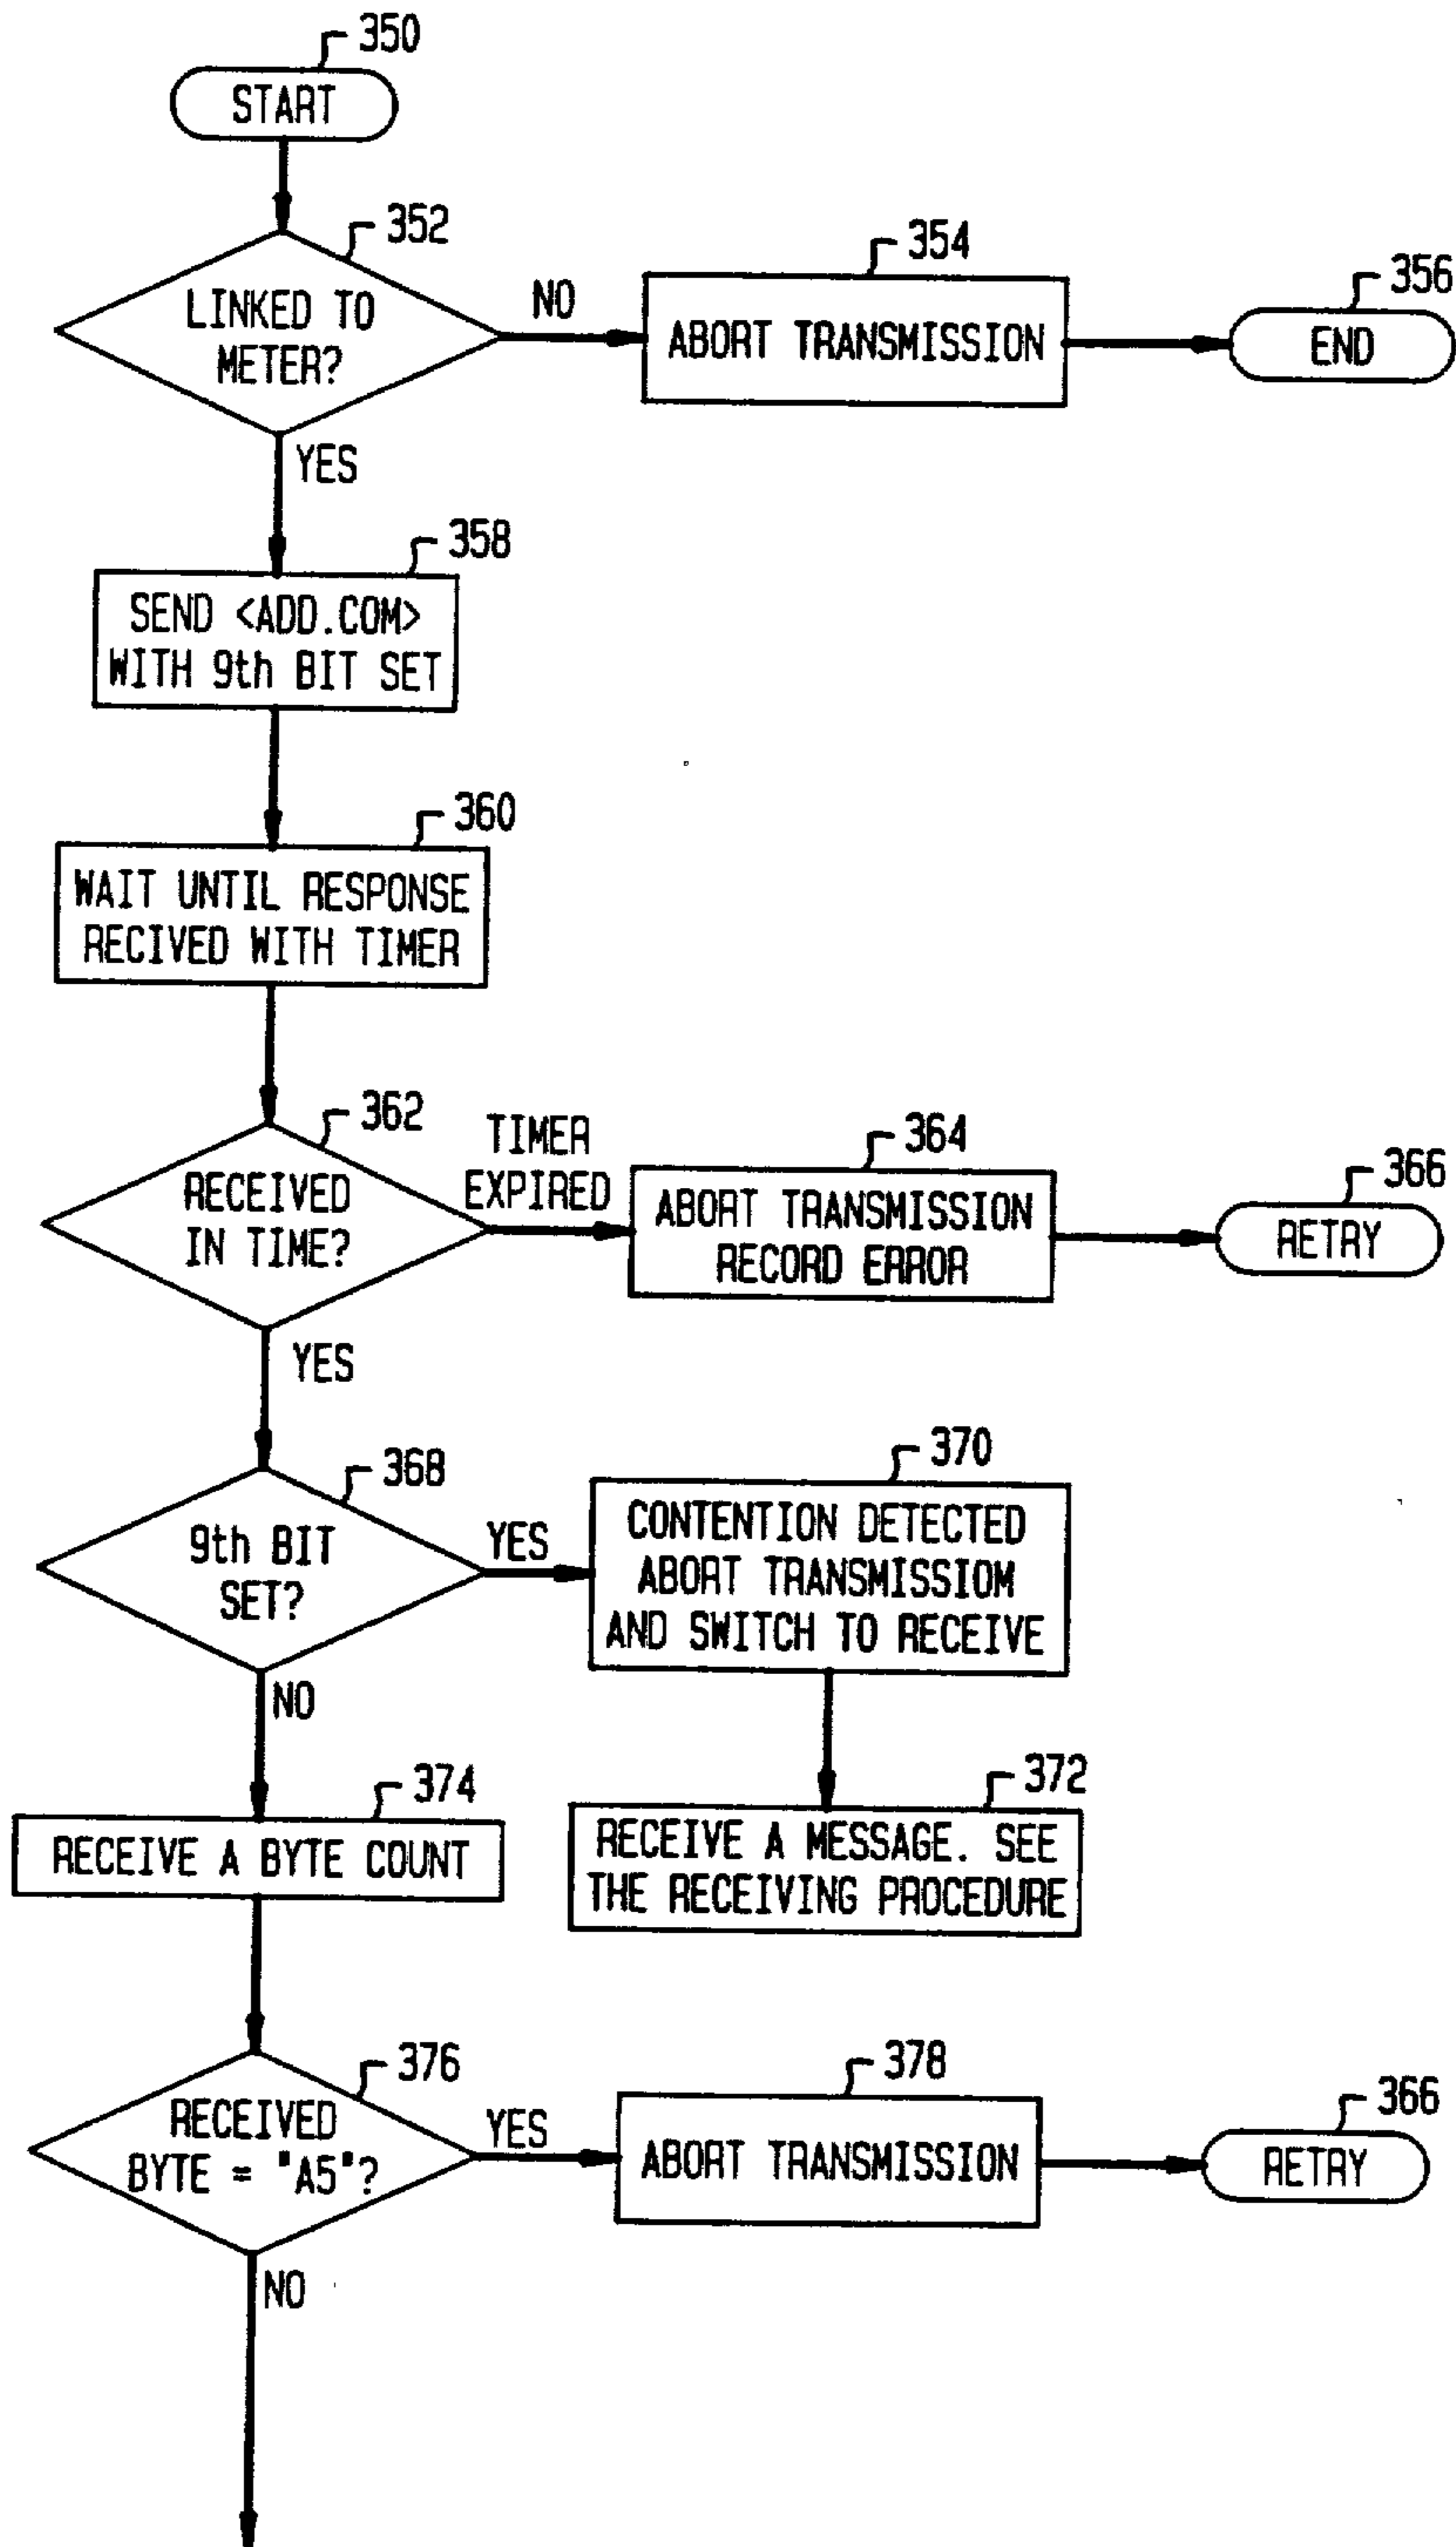 350
START
352
LINKED TO
METER?
NO
354
ABORT TRANSMISSION
356
END
YES
358
SEND <ADD.COM>
WITH 9th BIT SET
360
WAIT UNTIL RESPONSE
RECIVED WITH TIMER
362
RECEIVED
IN TIME?
TIMER
EXPIRED
364
ABORT TRANSMISSION
RECORD ERROR
366
RETRY
YES
368
9th BIT
SET?
YES
370
CONTENTION DETECTED
ABORT TRANSMISSIOM
AND SWITCH TO RECEIVE
NO
372
RECEIVE A MESSAGE. SEE
THE RECEIVING PROCEDURE
374
RECEIVE A BYTE COUNT
376
RECEIVED
BYTE = "A5"?
YES
378
ABORT TRANSMISSION
366
RETRY
NO